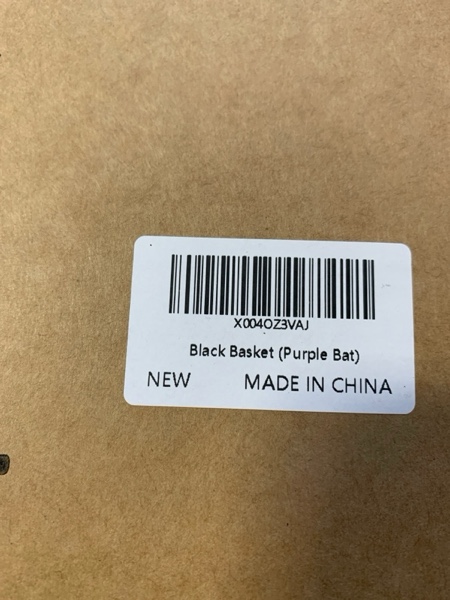 X004OZ3VAJ
Black Basket (Purple Bat)
NEW MADE IN CHINA